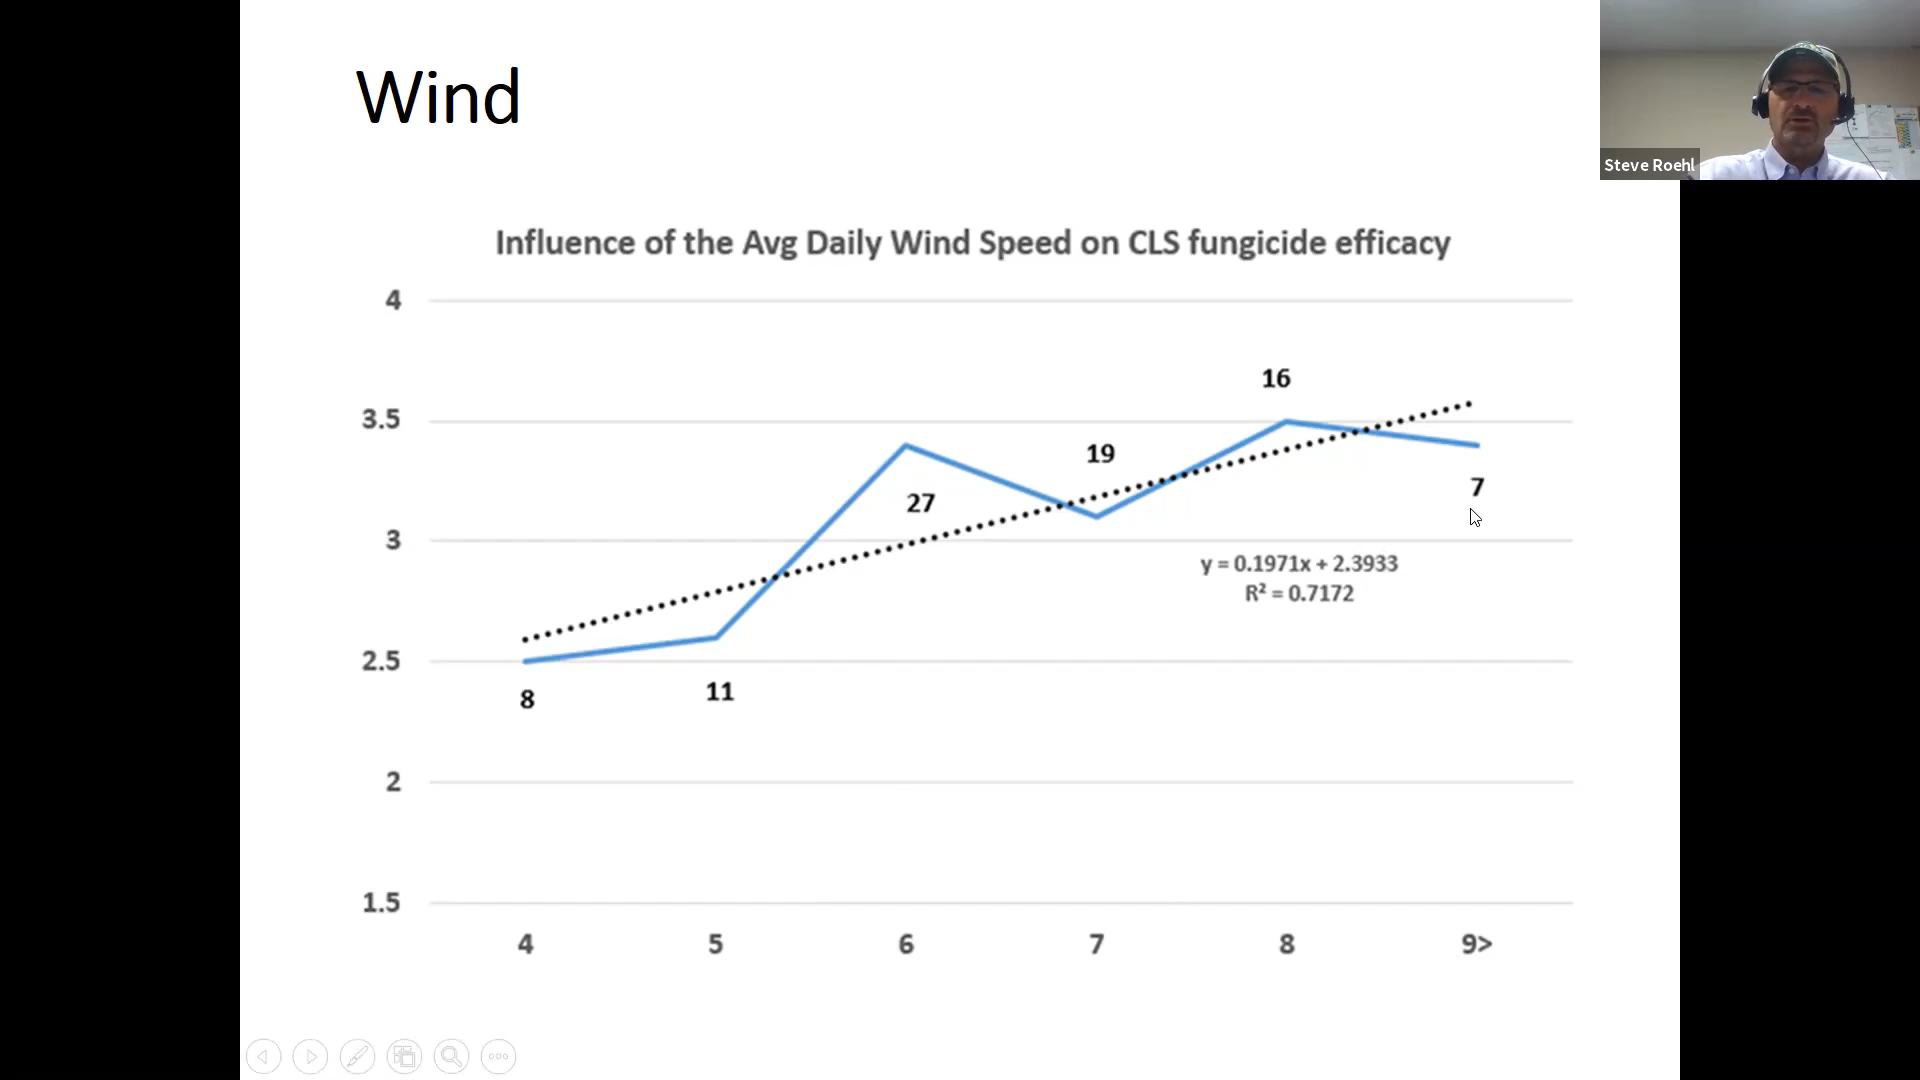 Wind
Steve Roehl
Influence of the Avg Daily Wind Speed on CLS fungicide efficacy
4
3.5
3
2.5
2
1.5
16
19
27
7
8
11
y = 0.1971x + 2.3933
R² = 0.7172
4 5 6 7 8 9>